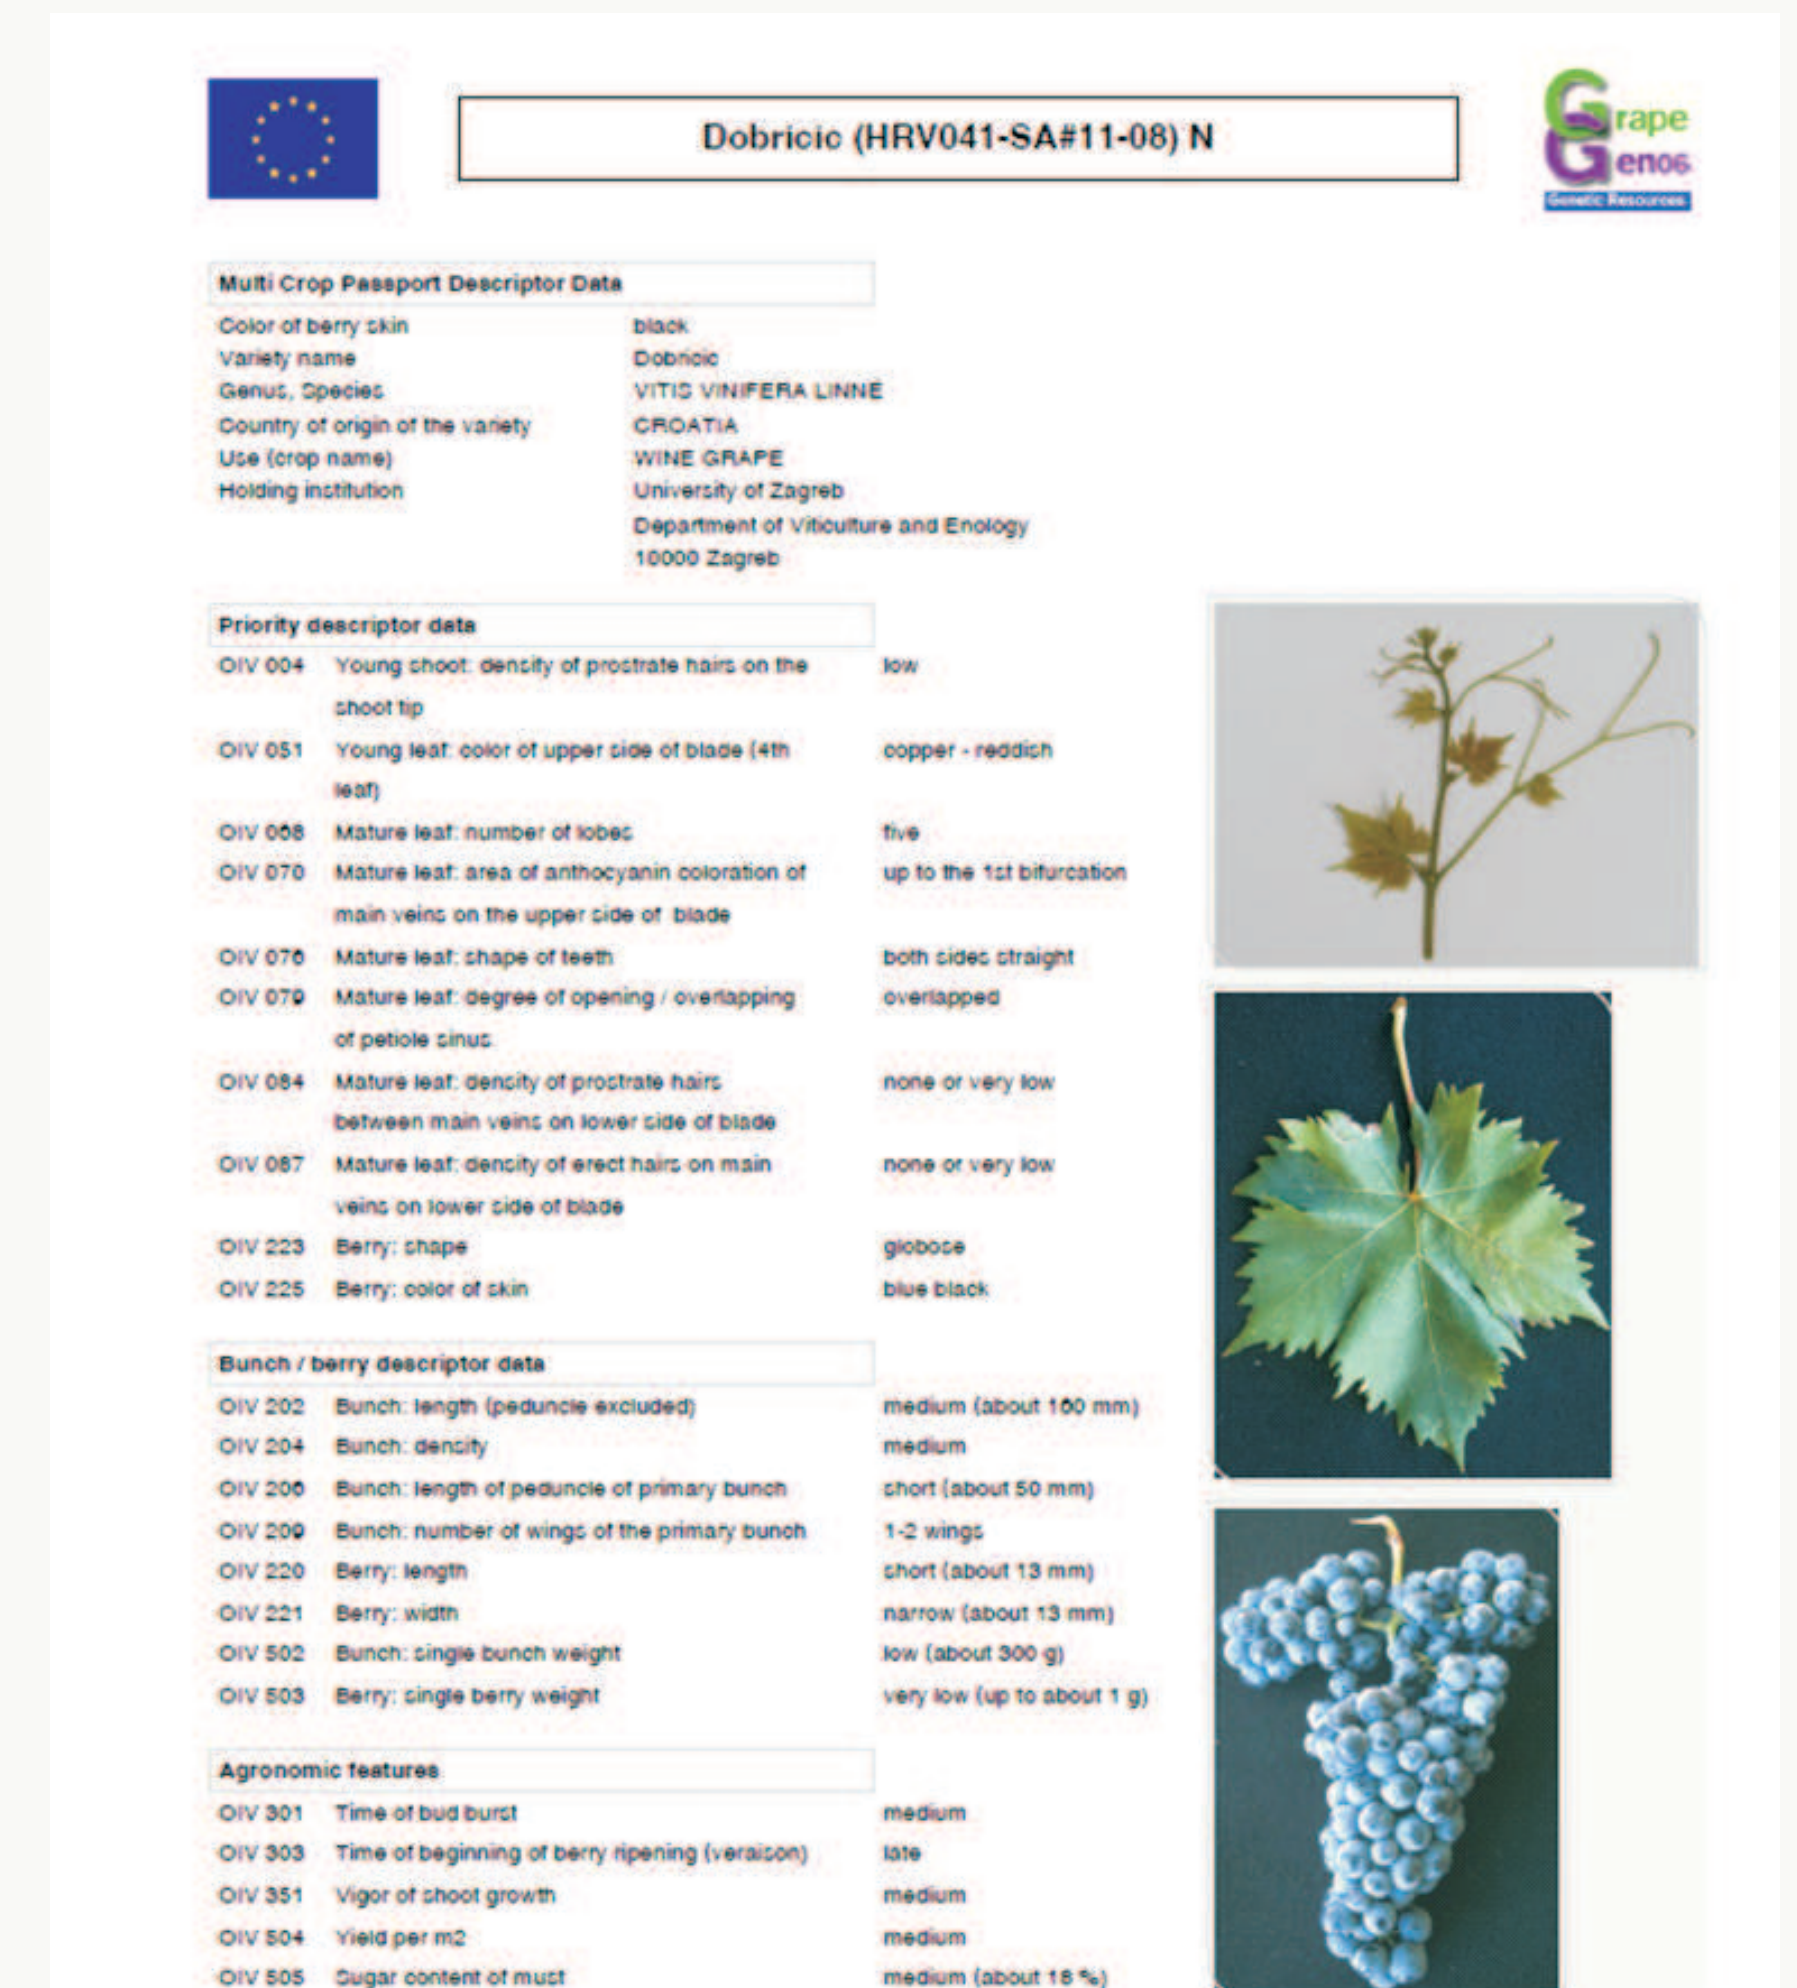 Dobricic (HRV041-SA#11-08) N
Grape
Gen06
Genetic Resources
Multi Crop Passport Descriptor Data
Color of berry skin black
Variety name Dobricic
Genus, Species VITIS VINIFERA LINNÉ
Country of origin of the variety CROATIA
Use (crop name) WINE GRAPE
Holding institution University of Zagreb
Department of Viticulture and Enology
10000 Zagreb
Priority descriptor data
OIV 004 Young shoot: density of prostrate hairs on the low
shoot tip
OIV 051 Young leaf: color of upper side of blade (4th copper - reddish
leaf)
OIV 068 Mature leaf: number of lobes five
OIV 070 Mature leaf: area of anthocyanin coloration of up to the 1st bifurcation
main veins on the upper side of blade
OIV 076 Mature leaf: shape of teeth both sides straight
OIV 079 Mature leaf: degree of opening / overlapping overlapped
of petiole sinus
OIV 084 Mature leaf: density of prostrate hairs none or very low
between main veins on lower side of blade
OIV 087 Mature leaf: density of erect hairs on main none or very low
veins on lower side of blade
OIV 223 Berry: shape globose
OIV 225 Berry: color of skin blue black
Bunch / berry descriptor data
OIV 202 Bunch: length (peduncle excluded) medium (about 160 mm)
OIV 204 Bunch: density medium
OIV 206 Bunch: length of peduncle of primary bunch short (about 50 mm)
OIV 209 Bunch: number of wings of the primary bunch 1-2 wings
OIV 220 Berry: length short (about 13 mm)
OIV 221 Berry: width narrow (about 13 mm)
OIV 502 Bunch: single bunch weight low (about 300 g)
OIV 503 Berry: single berry weight very low (up to about 1 g)
Agronomic features
OIV 301 Time of bud burst medium
OIV 303 Time of beginning of berry ripening (veraison) late
OIV 351 Vigor of shoot growth medium
OIV 504 Yield per m2 medium
OIV 505 Sugar content of must medium (about 18 %)